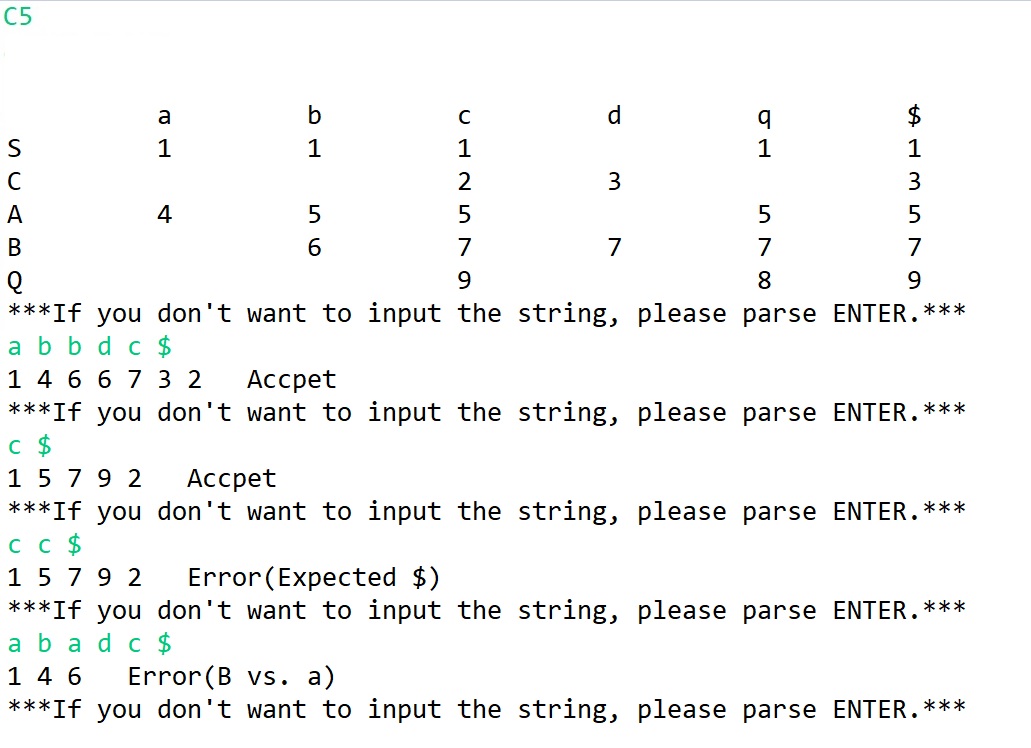 C5
a b c d q $
S 1 1 1 1 1
C 2 3 3
A 4 5 5 5 5
B 6 7 7 7 7
Q 9 8 9
***If you don't want to input the string, please parse ENTER.***
a b b d c $
1 4 6 6 7 3 2 Accpet
***If you don't want to input the string, please parse ENTER.***
c $
1 5 7 9 2 Accpet
***If you don't want to input the string, please parse ENTER.***
c c $
1 5 7 9 2 Error(Expected $)
***If you don't want to input the string, please parse ENTER.***
a b a d c $
1 4 6 Error(B vs. a)
***If you don't want to input the string, please parse ENTER.***